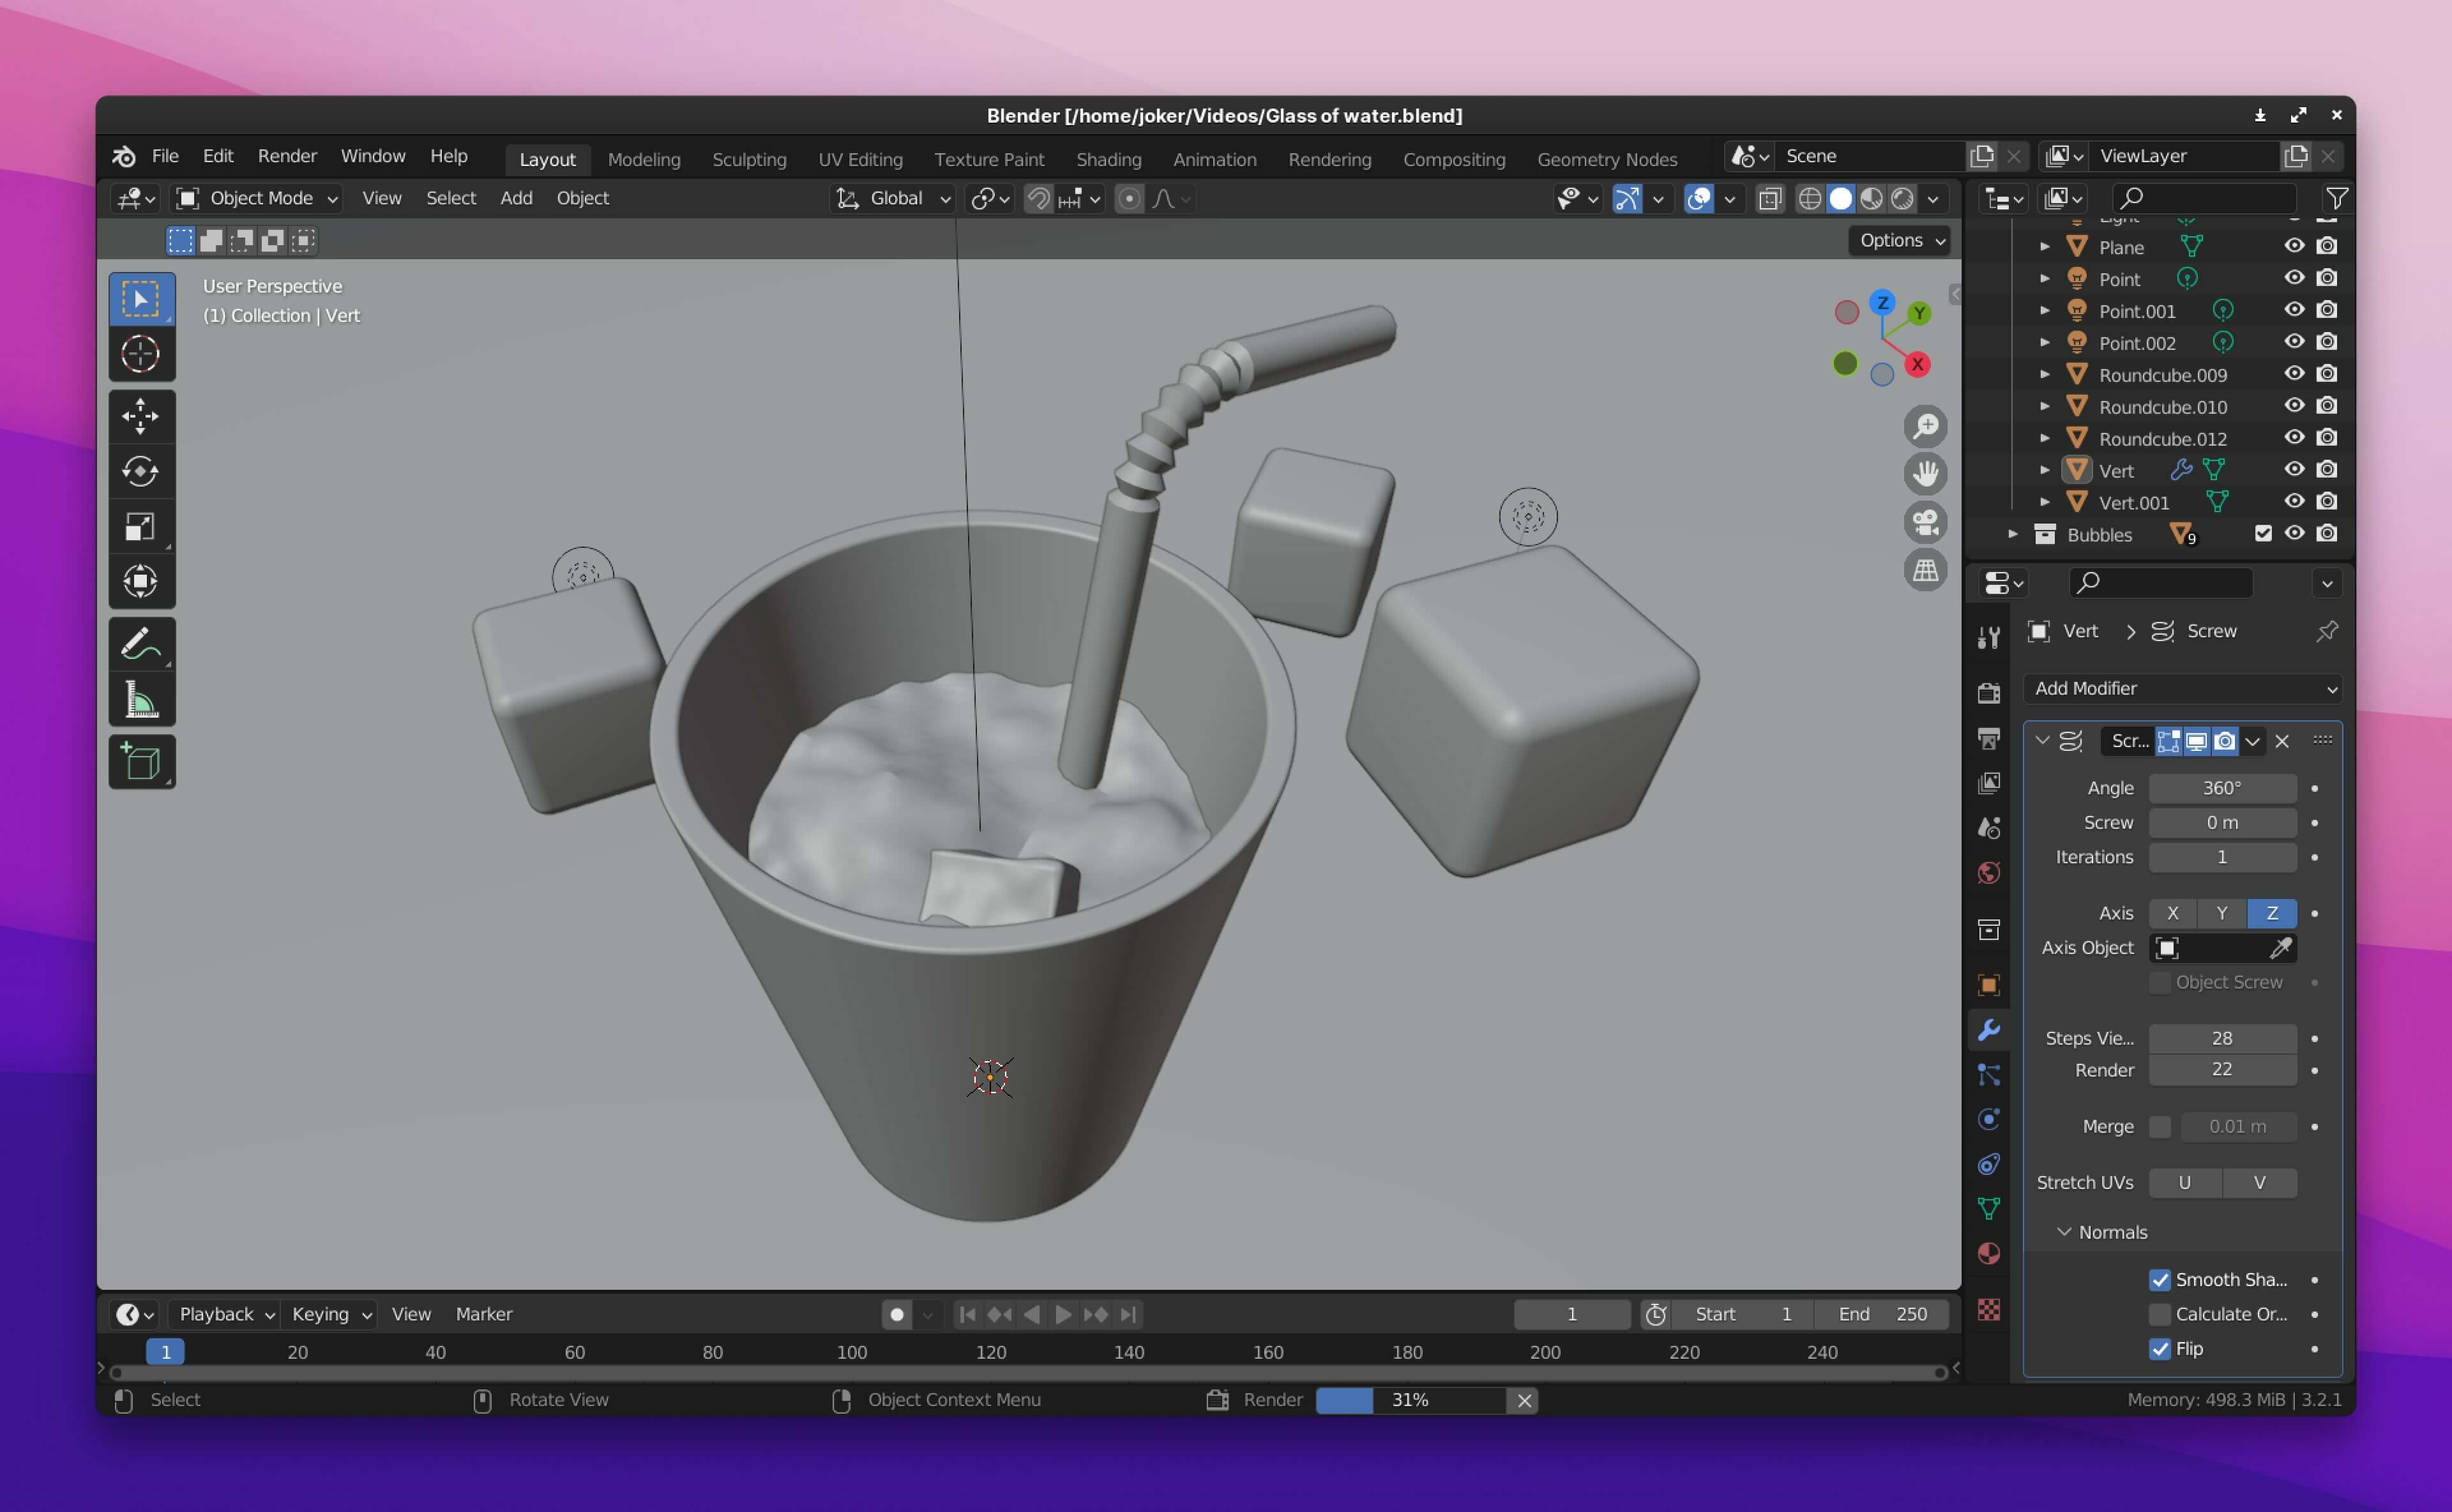 Blender [/home/joker/Videos/Glass of water.blend]
File Edit Render Window Help Layout Modeling Sculpting UV Editing Texture Paint Shading Animation Rendering Compositing Geometry Nodes Scene ViewLayer
Object Mode View Select Add Object Global
Options
User Perspective
(1) Collection | Vert
Z
Y
X
Light
Plane
Point
Point.001
Point.002
Roundcube.009
Roundcube.010
Roundcube.012
Vert
Vert.001
Bubbles 9
Vert > Screw
Add Modifier
Scr...
Angle 360°
Screw 0 m
Iterations 1
Axis X Y Z
Axis Object
Object Screw
Steps Vie... 28
Render 22
Merge 0.01 m
Stretch UVs U V
Normals
Smooth Sha...
Calculate Or...
Flip
Playback Keying View Marker 1 Start 1 End 250
1 20 40 60 80 100 120 140 160 180 200 220 240
Select Rotate View Object Context Menu Render 31% Memory: 498.3 MiB | 3.2.1